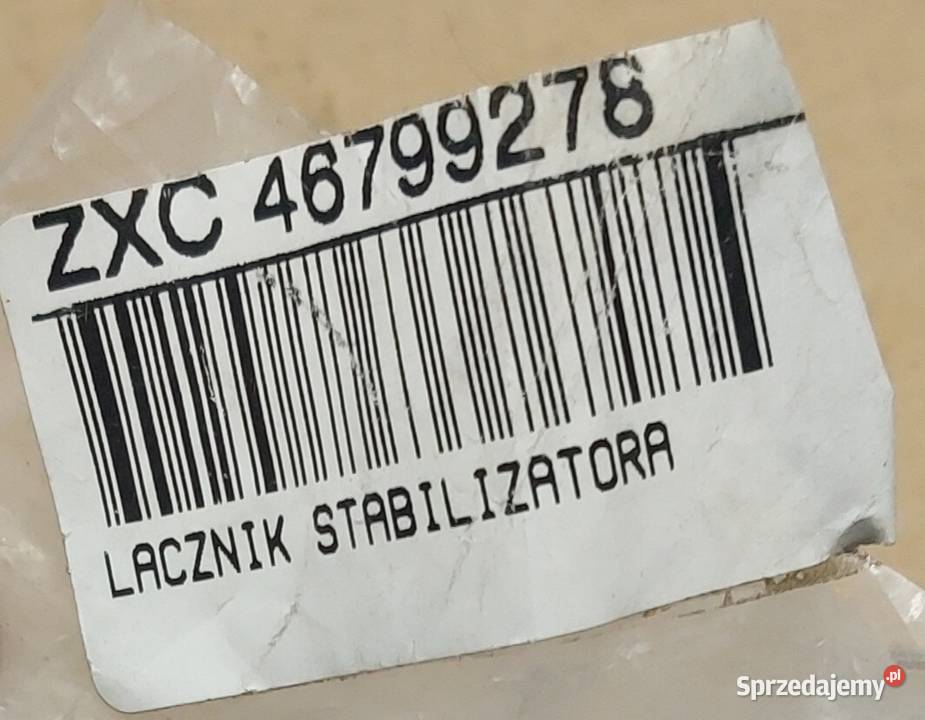 ZXC 46799278
LACZNIK STABILIZATORA
Sprzedajemy.pl